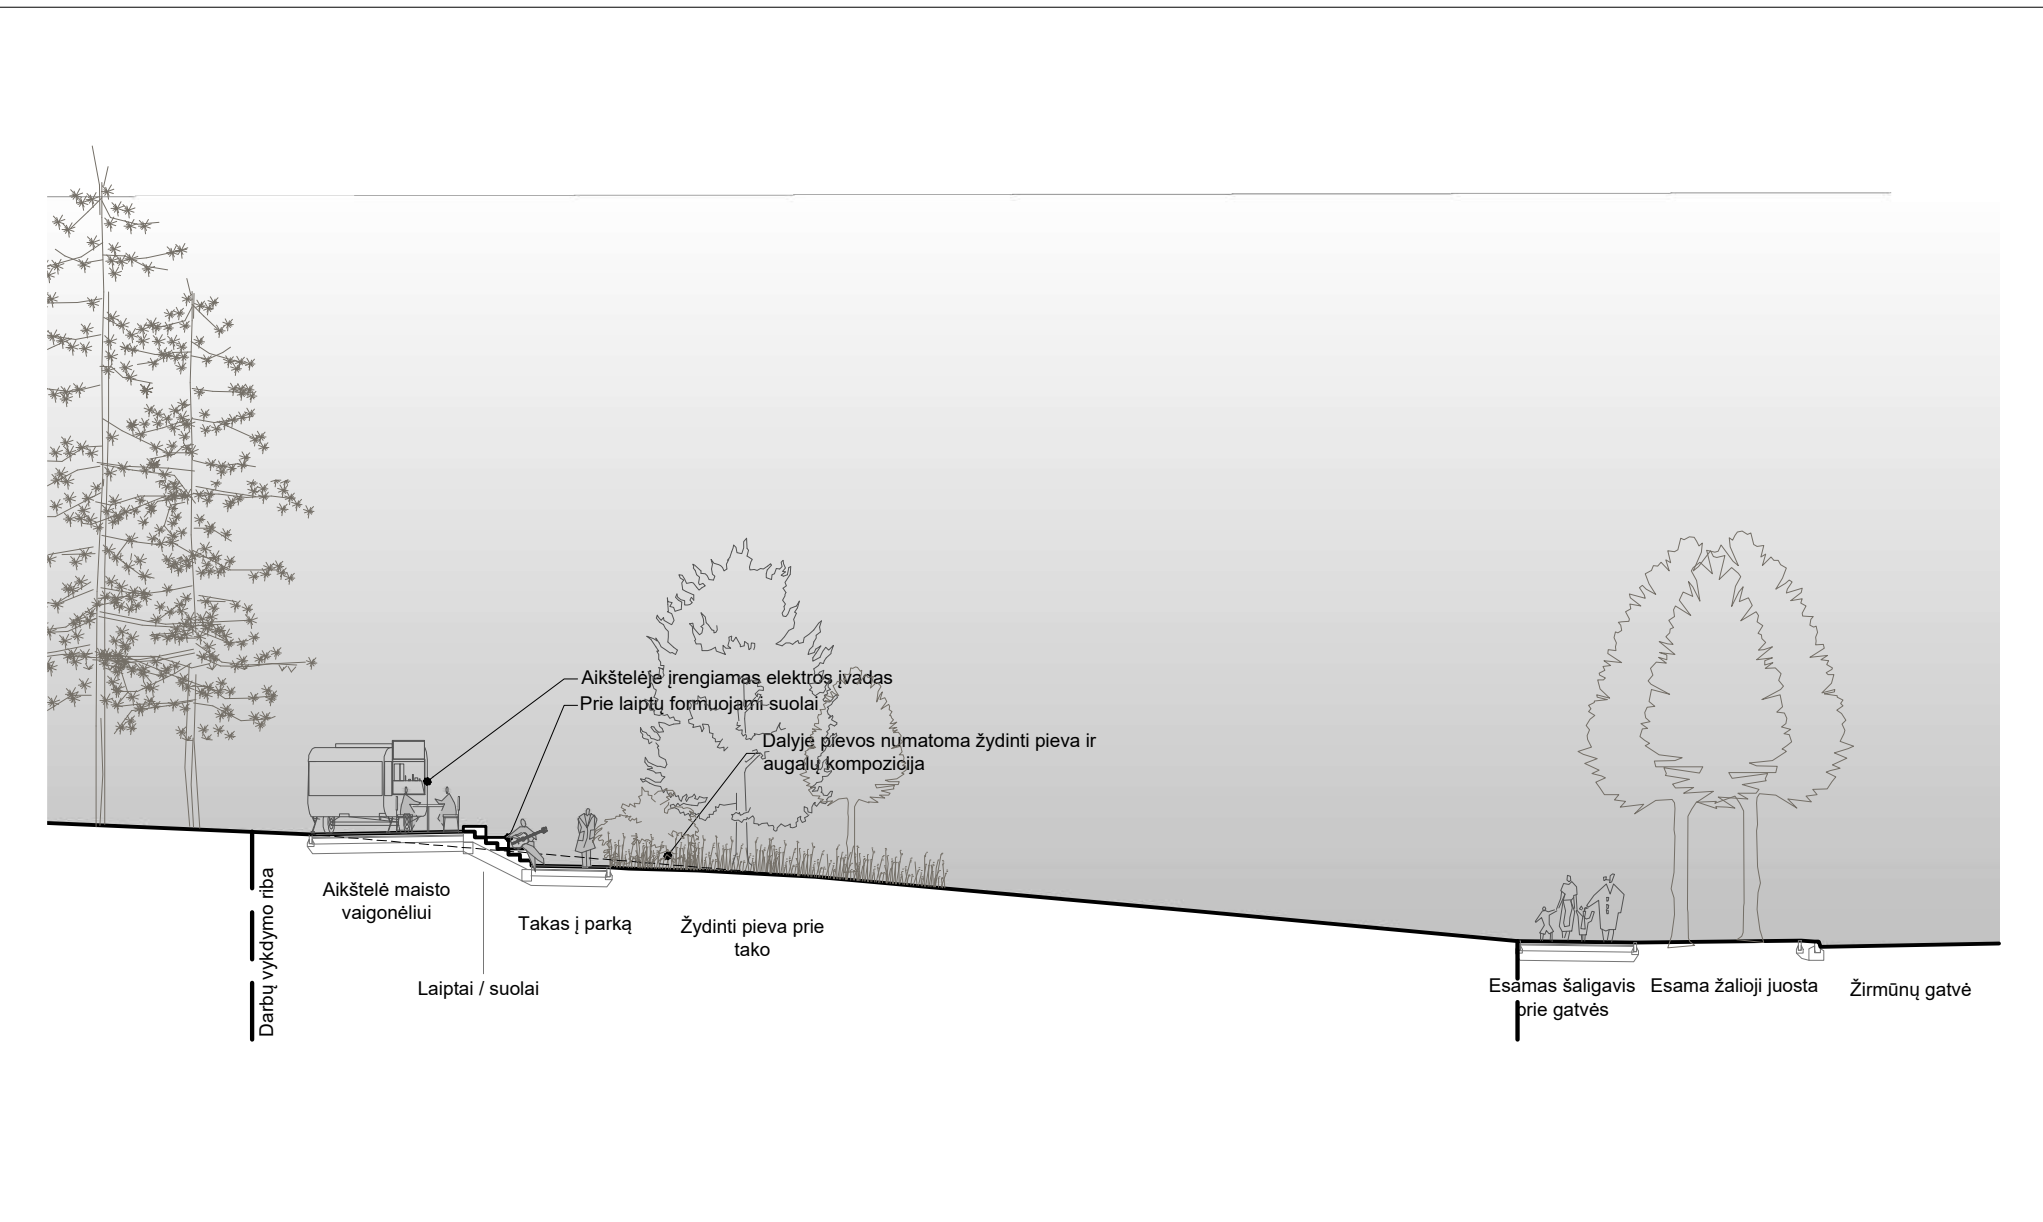 Aikštelėje įrengiamas elektros įvadas
Prie laiptų formuojami suolai
Dalyje pievos numatoma žydinti pieva ir
augalų kompozicija
Darbų vykdymo riba
Aikštelė maisto
vaigonėliui
Takas į parką
Žydinti pieva prie
tako
Laiptai / suolai
Esamas šaligavis
prie gatvės
Esama žalioji juosta
Žirmūnų gatvė